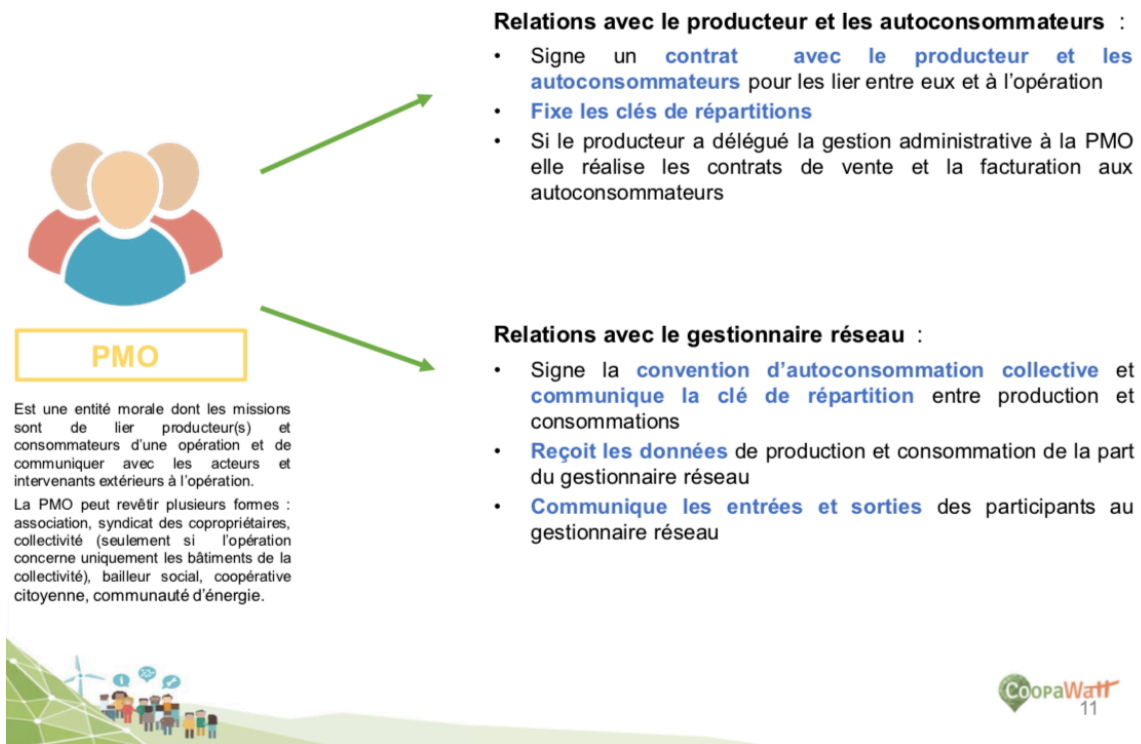 PMO
Est une entité morale dont les missions
sont de lier producteur(s) et
consommateurs d'une opération et de
communiquer avec les acteurs et
intervenants extérieurs à l'opération.
La PMO peut revêtir plusieurs formes :
association, syndicat des copropriétaires,
collectivité (seulement si l'opération
concerne uniquement les bâtiments de la
collectivité), bailleur social, coopérative
citoyenne, communauté d'énergie.
Relations avec le producteur et les autoconsommateurs :
• Signe un contrat avec le producteur et les
autoconsommateurs pour les lier entre eux et à l'opération
• Fixe les clés de répartitions
• Si le producteur a délégué la gestion administrative à la PMO
elle réalise les contrats de vente et la facturation aux
autoconsommateurs
Relations avec le gestionnaire réseau :
• Signe la convention d'autoconsommation collective et
communique la clé de répartition entre production et
consommations
• Reçoit les données de production et consommation de la part
du gestionnaire réseau
• Communique les entrées et sorties des participants au
gestionnaire réseau
CoopaWatt
11